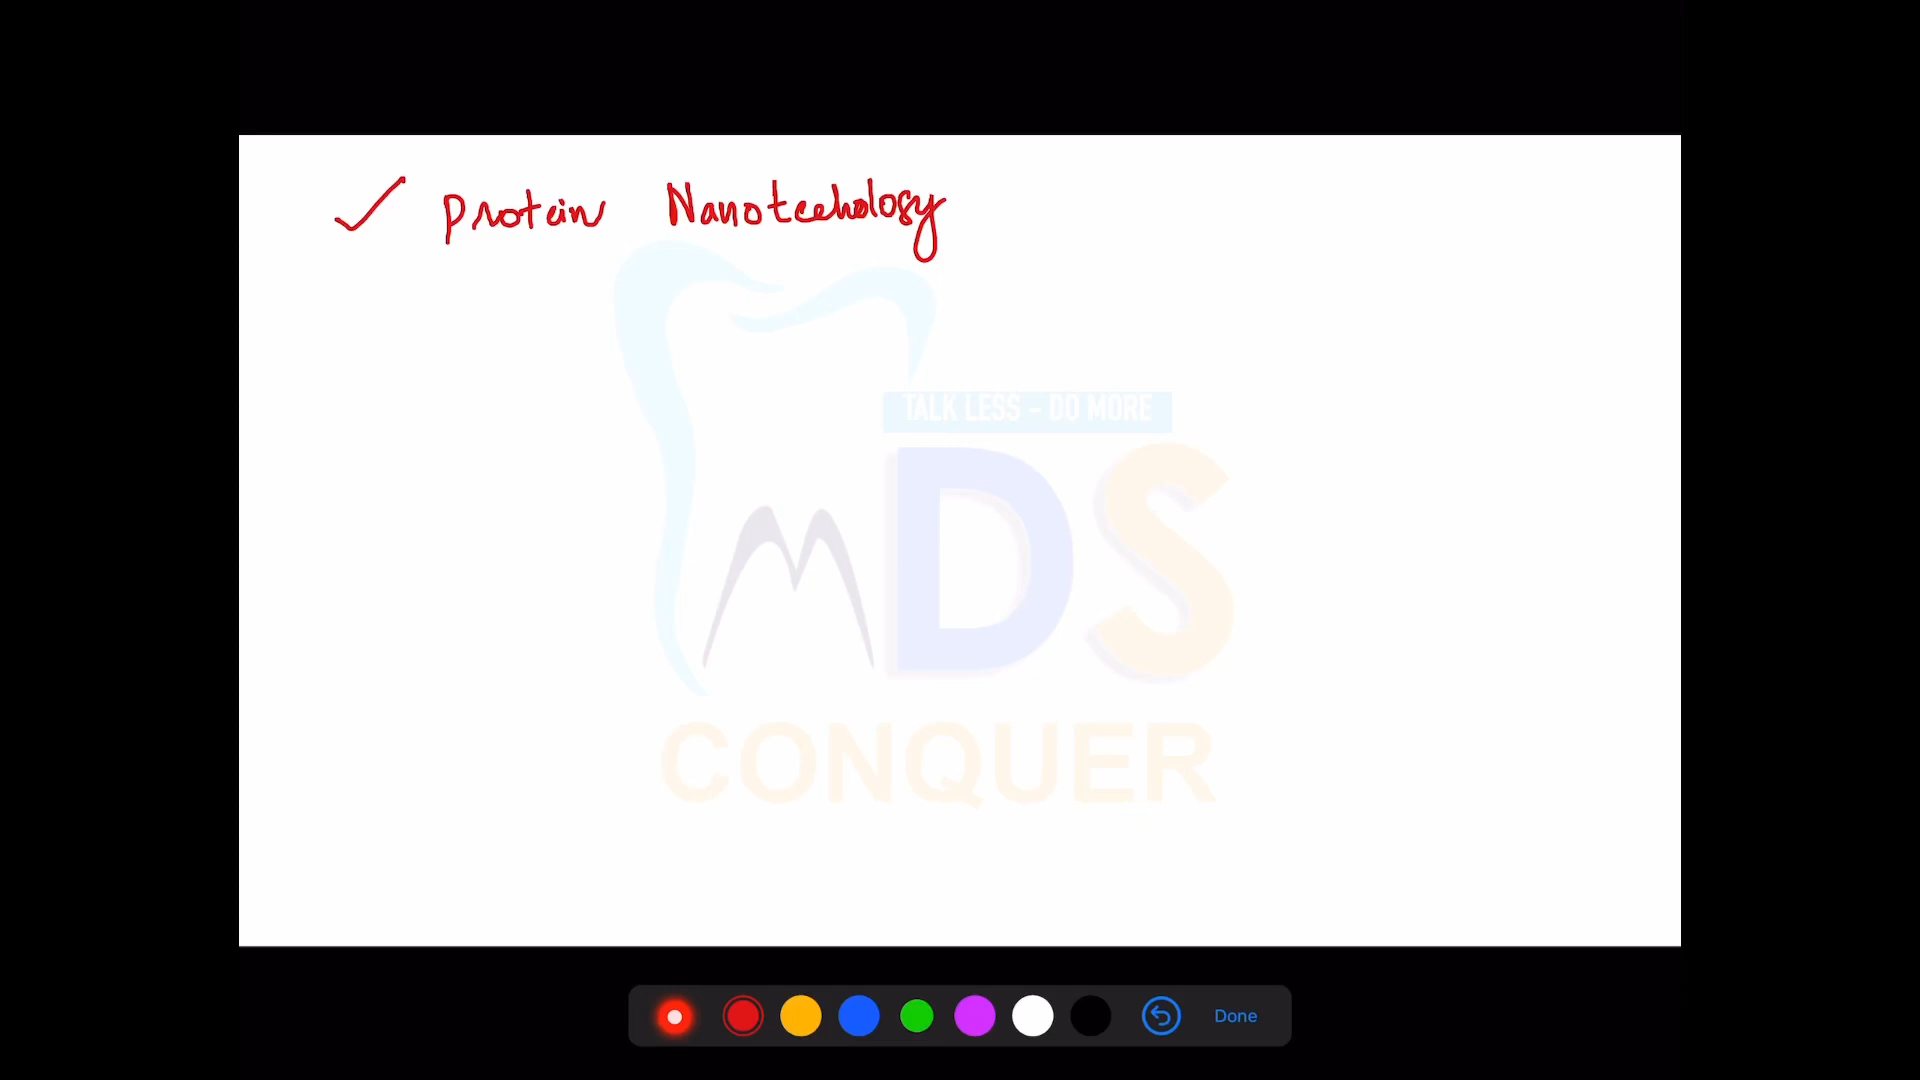 ✓ Protein Nanotechology
TALK LESS - DO MORE
MDS
CONQUER
Done